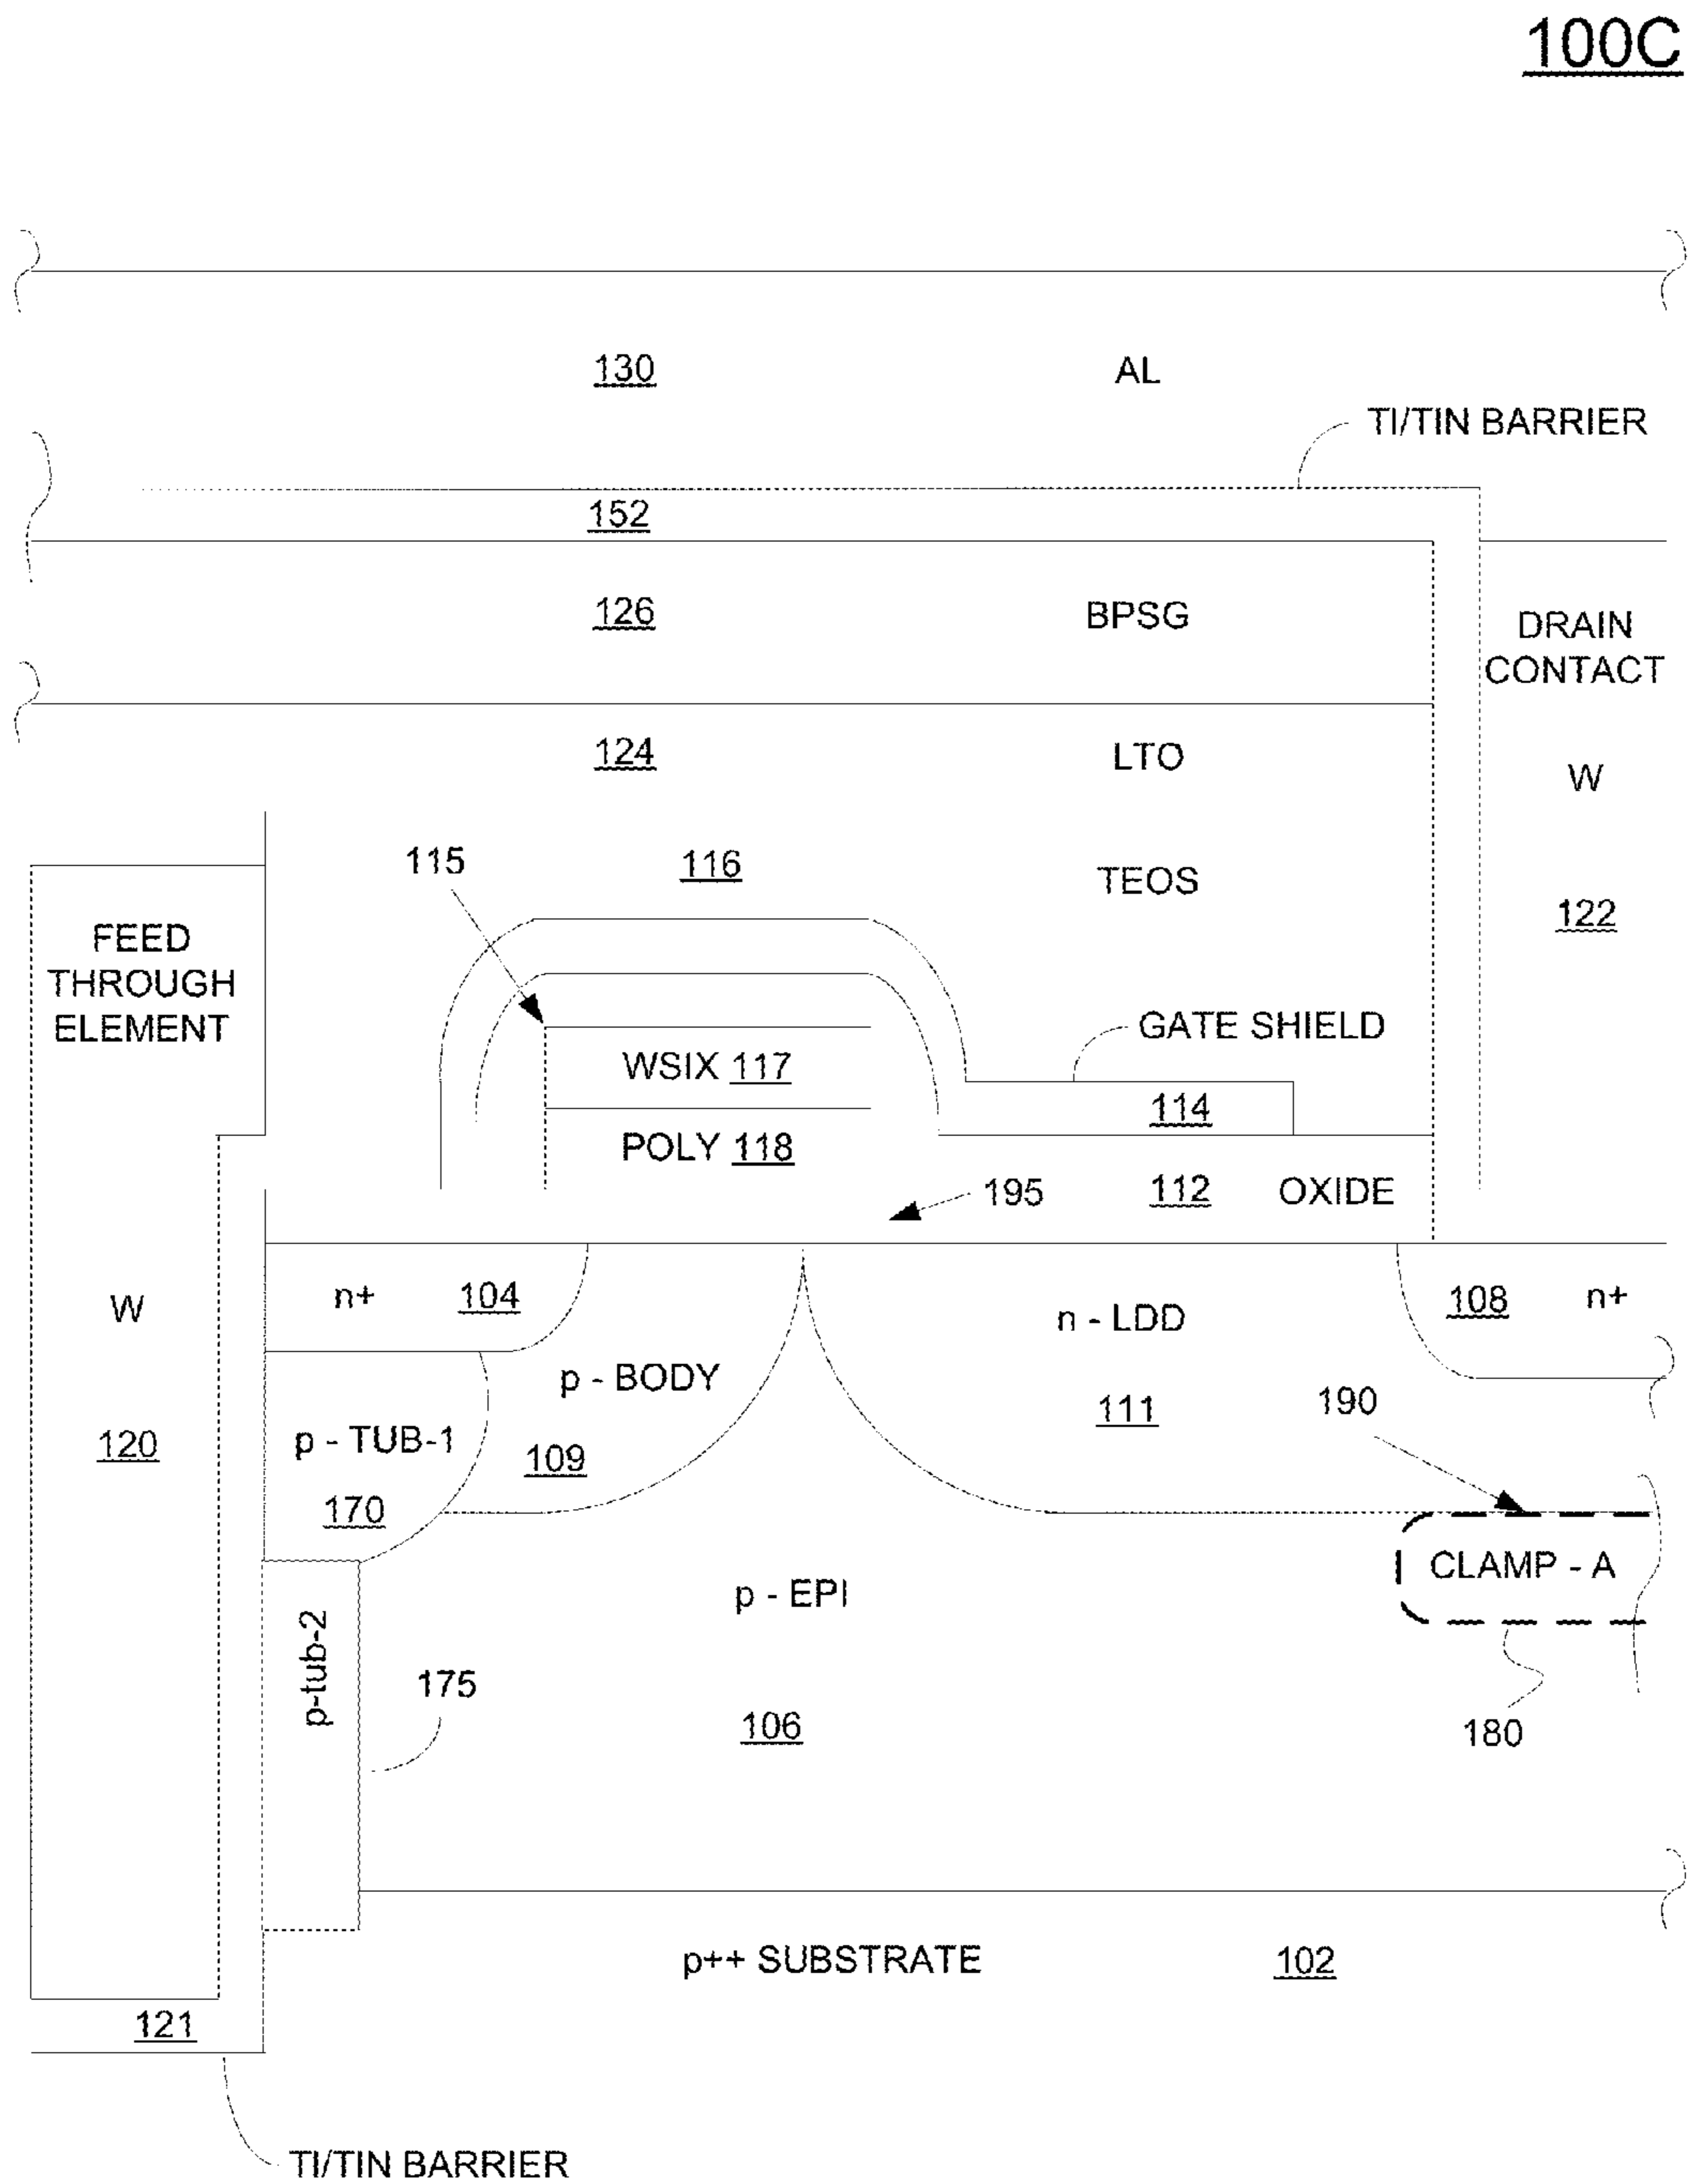 100C
130 AL
TI/TIN BARRIER
152
126 BPSG
DRAIN
CONTACT
124 LTO
W
115 116 TEOS
122
FEED
THROUGH
ELEMENT
GATE SHIELD
WSIX 117
114
POLY 118
195 112 OXIDE
n+ 104 108 n+
W n - LDD
p - BODY
190
111
p - TUB-1
120 109
170
CLAMP - A
p - EPI
p-tub-2
175
106 180
p++ SUBSTRATE 102
121
TI/TIN BARRIER